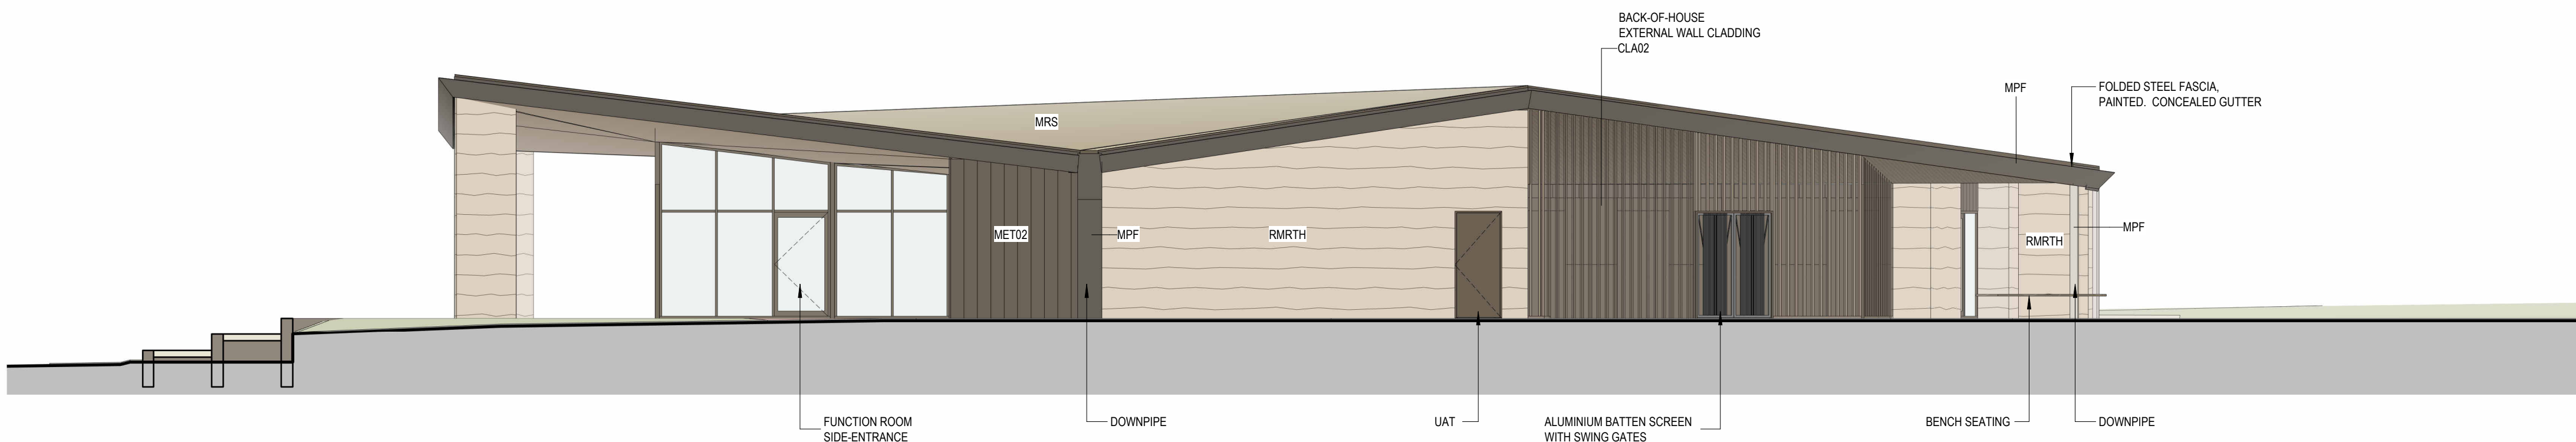 BACK-OF-HOUSE
EXTERNAL WALL CLADDING
CLA02
MPF
FOLDED STEEL FASCIA,
PAINTED. CONCEALED GUTTER
MRS
MET02
MPF
RMRTH
RMRTH
MPF
FUNCTION ROOM
SIDE-ENTRANCE
DOWNPIPE
UAT
ALUMINIUM BATTEN SCREEN
WITH SWING GATES
BENCH SEATING
DOWNPIPE